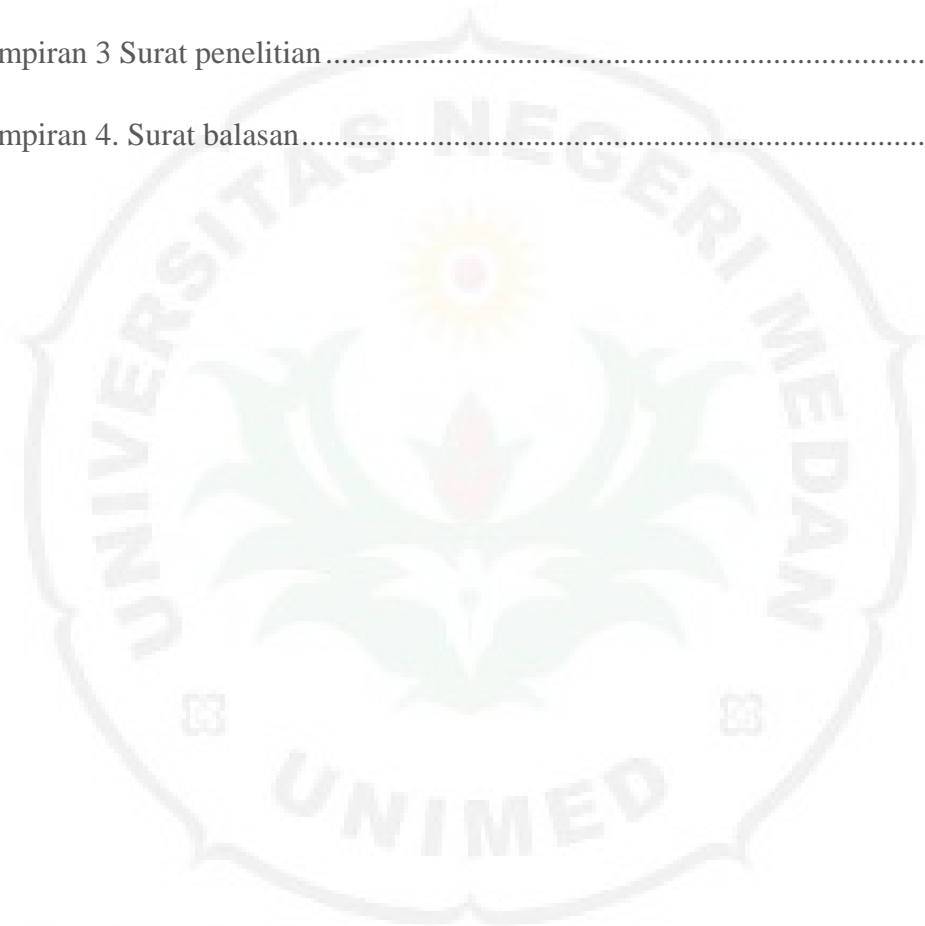 mpiran 3 Surat penelitian.............................................................................
mpiran 4. Surat balasan................................................................................
UNIVERSITAS NEGERI MEDAN
UNIMED